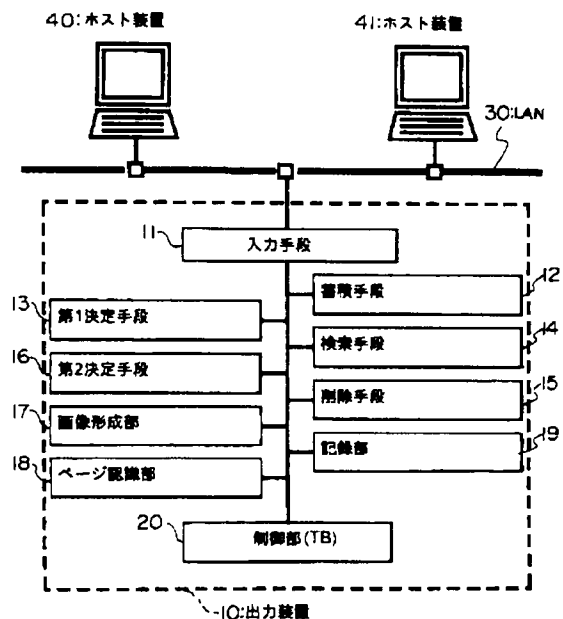 40:ホスト装置
41:ホスト装置
30:LAN
11
入力手段
12
蓄積手段
13
第1決定手段
14
検索手段
16
第2決定手段
15
削除手段
17
画像形成部
19
記録部
18
ページ認識部
20
制御部(TB)
10:出力装置